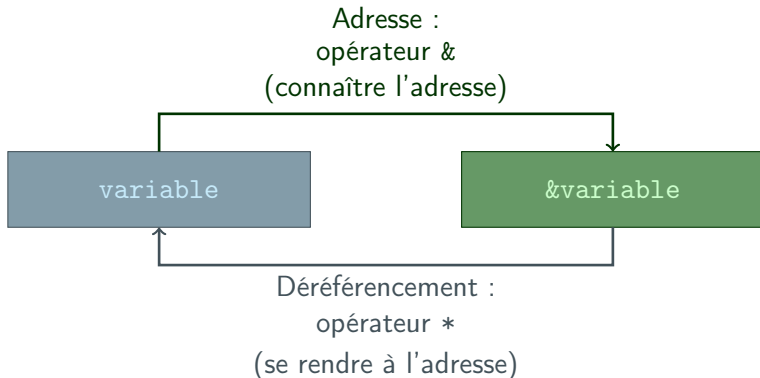 Adresse :
opérateur &
(connaître l'adresse)
variable
&variable
Déréférencement :
opérateur *
(se rendre à l'adresse)